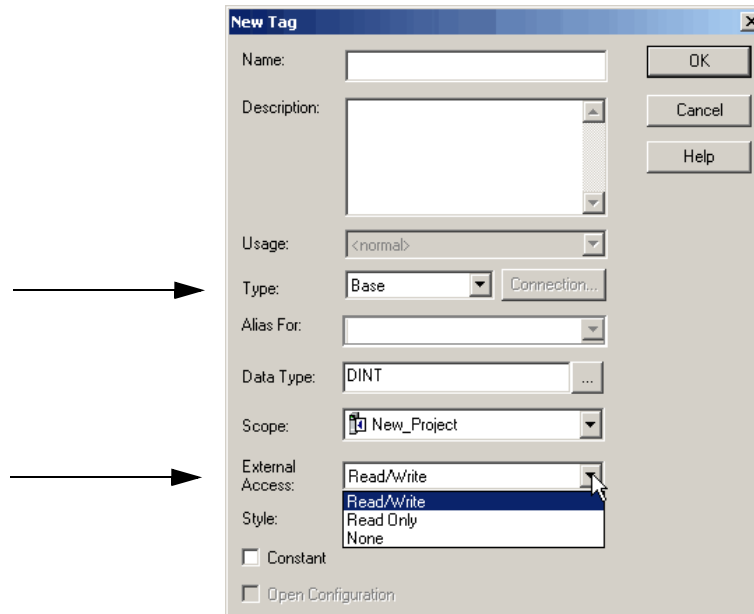 New Tag
Name:
OK
Description:
Cancel
Help
Usage: <normal>
Type: Base Connection...
Alias For:
Data Type: DINT ...
Scope: New_Project
External
Access: Read/Write
Read/Write
Style: Read Only
None
Constant
Open Configuration